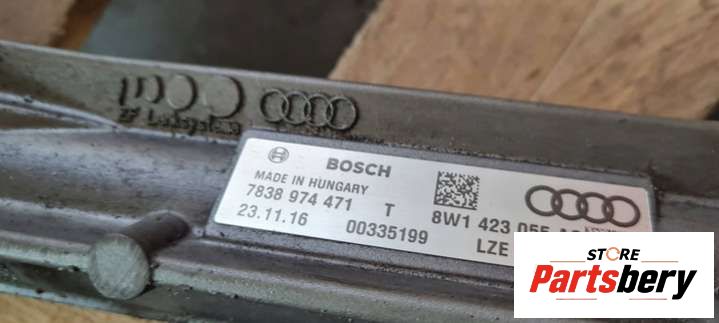 ZF Lenksysteme
BOSCH
MADE IN HUNGARY
7838 974 471 T
8W1 423 055
23.11.16 00335199
LZE
STORE
Partsbery